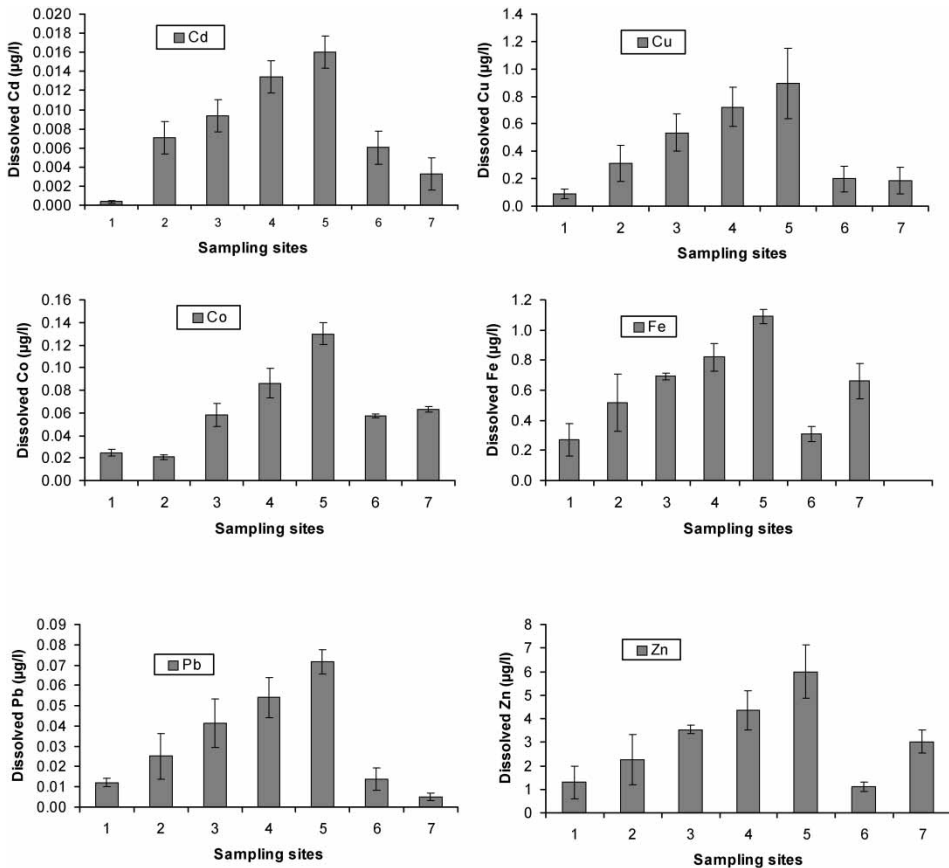 Dissolved Cd (µg/l)
0.020
0.018
0.016
0.014
0.012
0.010
0.008
0.006
0.004
0.002
0.000
Cd
1 2 3 4 5 6 7
Sampling sites
Dissolved Cu (µg/l)
1.4
1.2
1.0
0.8
0.6
0.4
0.2
0.0
Cu
1 2 3 4 5 6 7
Sampling sites
Dissolved Co (µg/l)
0.16
0.14
0.12
0.10
0.08
0.06
0.04
0.02
0.00
Co
1 2 3 4 5 6 7
Sampling sites
Dissolved Fe (µg/l)
1.2
1.0
0.8
0.6
0.4
0.2
0.0
Fe
1 2 3 4 5 6 7
Sampling sites
Dissolved Pb (µg/l)
0.09
0.08
0.07
0.06
0.05
0.04
0.03
0.02
0.01
0.00
Pb
1 2 3 4 5 6 7
Sampling sites
Dissolved Zn (µg/l)
8
7
6
5
4
3
2
1
0
Zn
1 2 3 4 5 6 7
Sampling sites